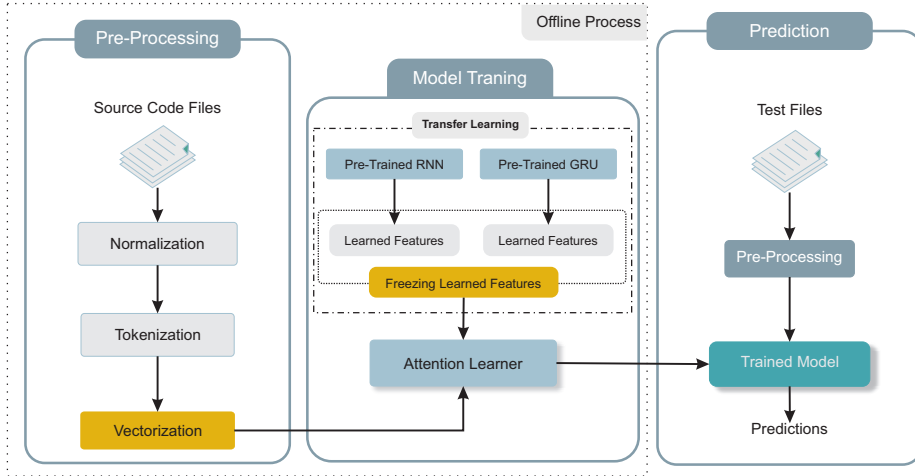 Offline Process
Pre-Processing
Source Code Files
Normalization
Tokenization
Vectorization
Model Traning
Transfer Learning
Pre-Trained RNN
Pre-Trained GRU
Learned Features
Learned Features
Freezing Learned Features
Attention Learner
Prediction
Test Files
Pre-Processing
Trained Model
Predictions